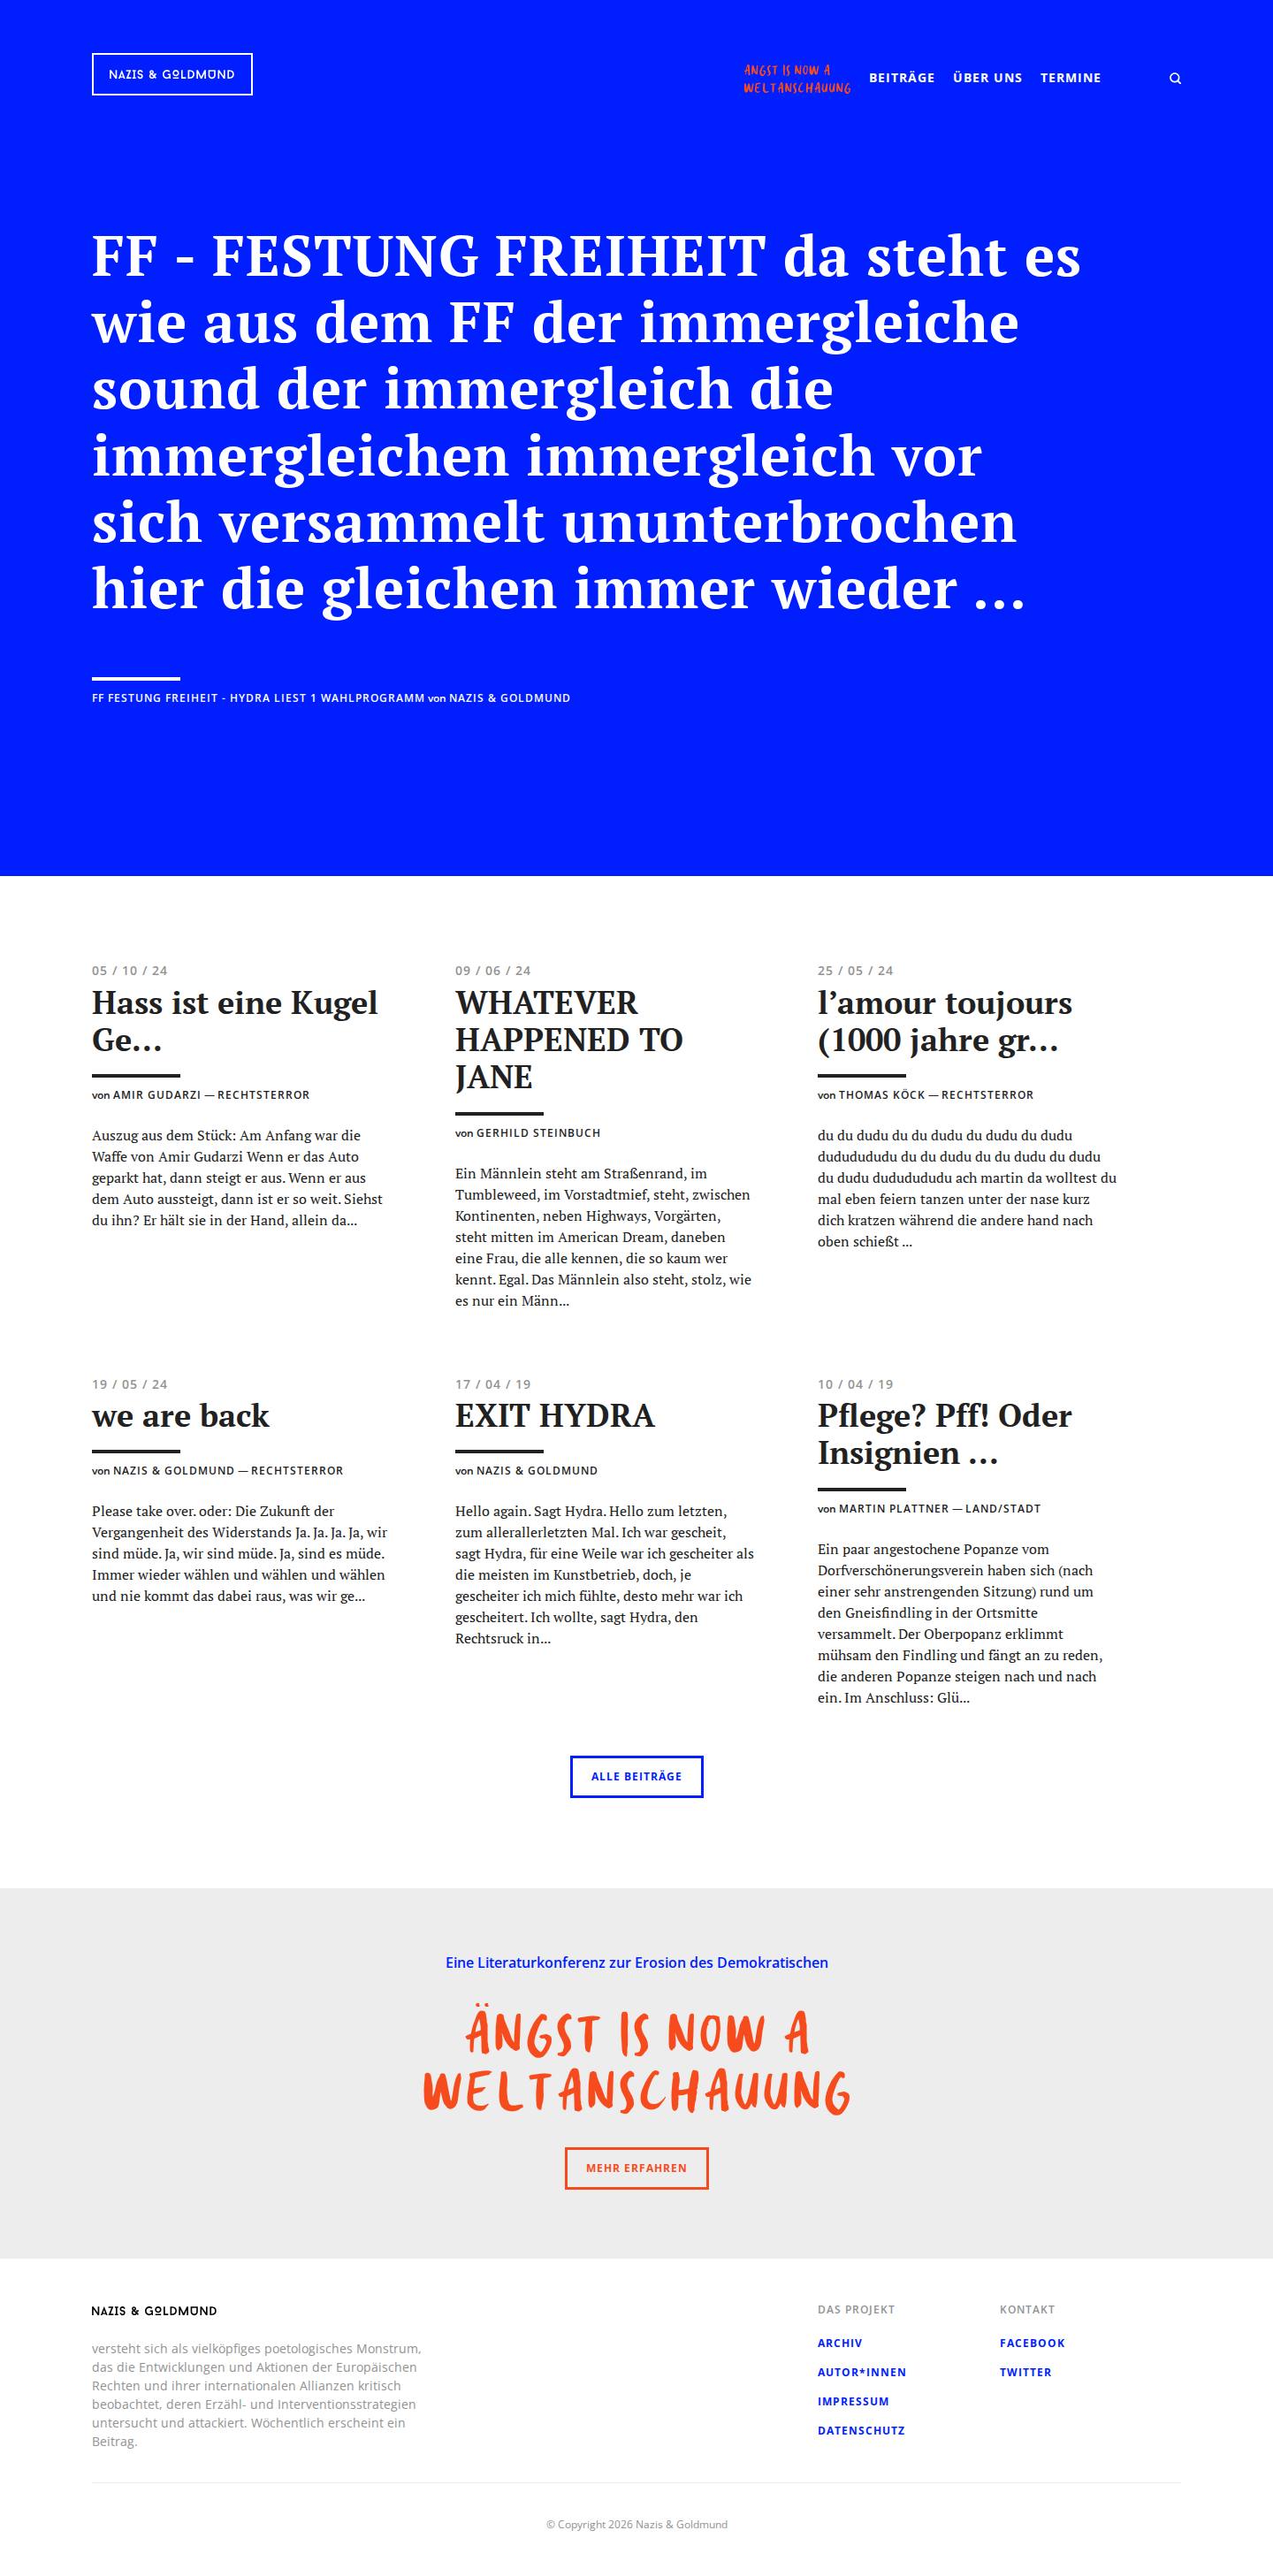 NAZIS & GOLDMUND
ÄNGST IS NOW A
WELTANSCHAUUNG
BEITRÄGE
ÜBER UNS
TERMINE
FF - FESTUNG FREIHEIT da steht es
wie aus dem FF der immergleiche
sound der immergleich die
immergleichen immergleich vor
sich versammelt ununterbrochen
hier die gleichen immer wieder …
FF FESTUNG FREIHEIT - HYDRA LIEST 1 WAHLPROGRAMM von NAZIS & GOLDMUND
05 / 10 / 24
Hass ist eine Kugel
Ge…
von AMIR GUDARZI — RECHTSTERROR
Auszug aus dem Stück: Am Anfang war die
Waffe von Amir Gudarzi Wenn er das Auto
geparkt hat, dann steigt er aus. Wenn er aus
dem Auto aussteigt, dann ist er so weit. Siehst
du ihn? Er hält sie in der Hand, allein da...
09 / 06 / 24
WHATEVER
HAPPENED TO
JANE
von GERHILD STEINBUCH
Ein Männlein steht am Straßenrand, im
Tumbleweed, im Vorstadtmief, steht, zwischen
Kontinenten, neben Highways, Vorgärten,
steht mitten im American Dream, daneben
eine Frau, die alle kennen, die so kaum wer
kennt. Egal. Das Männlein also steht, stolz, wie
es nur ein Männ...
25 / 05 / 24
l’amour toujours
(1000 jahre gr…
von THOMAS KÖCK — RECHTSTERROR
du du dudu du du dudu du dudu du dudu
dudududududu du du dudu du du dudu du dudu
du dudu dududududu ach martin da wolltest du
mal eben feiern tanzen unter der nase kurz
dich kratzen während die andere hand nach
oben schießt ...
19 / 05 / 24
we are back
von NAZIS & GOLDMUND — RECHTSTERROR
Please take over. oder: Die Zukunft der
Vergangenheit des Widerstands Ja. Ja. Ja. Ja, wir
sind müde. Ja, wir sind müde. Ja, sind es müde.
Immer wieder wählen und wählen und wählen
und nie kommt das dabei raus, was wir ge...
17 / 04 / 19
EXIT HYDRA
von NAZIS & GOLDMUND
Hello again. Sagt Hydra. Hello zum letzten,
zum allerallerletzten Mal. Ich war gescheit,
sagt Hydra, für eine Weile war ich gescheiter als
die meisten im Kunstbetrieb, doch, je
gescheiter ich mich fühlte, desto mehr war ich
gescheitert. Ich wollte, sagt Hydra, den
Rechtsruck in...
10 / 04 / 19
Pflege? Pff! Oder
Insignien …
von MARTIN PLATTNER — LAND/STADT
Ein paar angestochene Popanze vom
Dorfverschönerungsverein haben sich (nach
einer sehr anstrengenden Sitzung) rund um
den Gneisfindling in der Ortsmitte
versammelt. Der Oberpopanz erklimmt
mühsam den Findling und fängt an zu reden,
die anderen Popanze steigen nach und nach
ein. Im Anschluss: Glü...
ALLE BEITRÄGE
Eine Literaturkonferenz zur Erosion des Demokratischen
ÄNGST IS NOW A
WELTANSCHAUUNG
MEHR ERFAHREN
NAZIS & GOLDMUND
versteht sich als vielköpfiges poetologisches Monstrum,
das die Entwicklungen und Aktionen der Europäischen
Rechten und ihrer internationalen Allianzen kritisch
beobachtet, deren Erzähl- und Interventionsstrategien
untersucht und attackiert. Wöchentlich erscheint ein
Beitrag.
DAS PROJEKT
ARCHIV
AUTOR*INNEN
IMPRESSUM
DATENSCHUTZ
KONTAKT
FACEBOOK
TWITTER
© Copyright 2026 Nazis & Goldmund